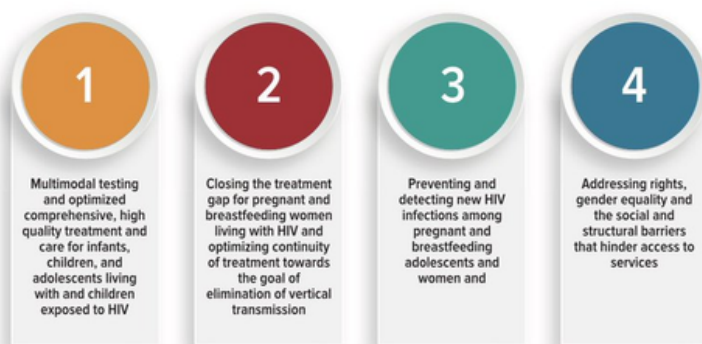 1
Multimodal testing
and optimized
comprehensive, high
quality treatment and
care for infants,
children, and
adolescents living
with and children
exposed to HIV
2
Closing the treatment
gap for pregnant and
breastfeeding women
living with HIV and
optimizing continuity
of treatment towards
the goal of
elimination of vertical
transmission
3
Preventing and
detecting new HIV
infections among
pregnant and
breastfeeding
adolescents and
women and
4
Addressing rights,
gender equality and
the social and
structural barriers
that hinder access to
services